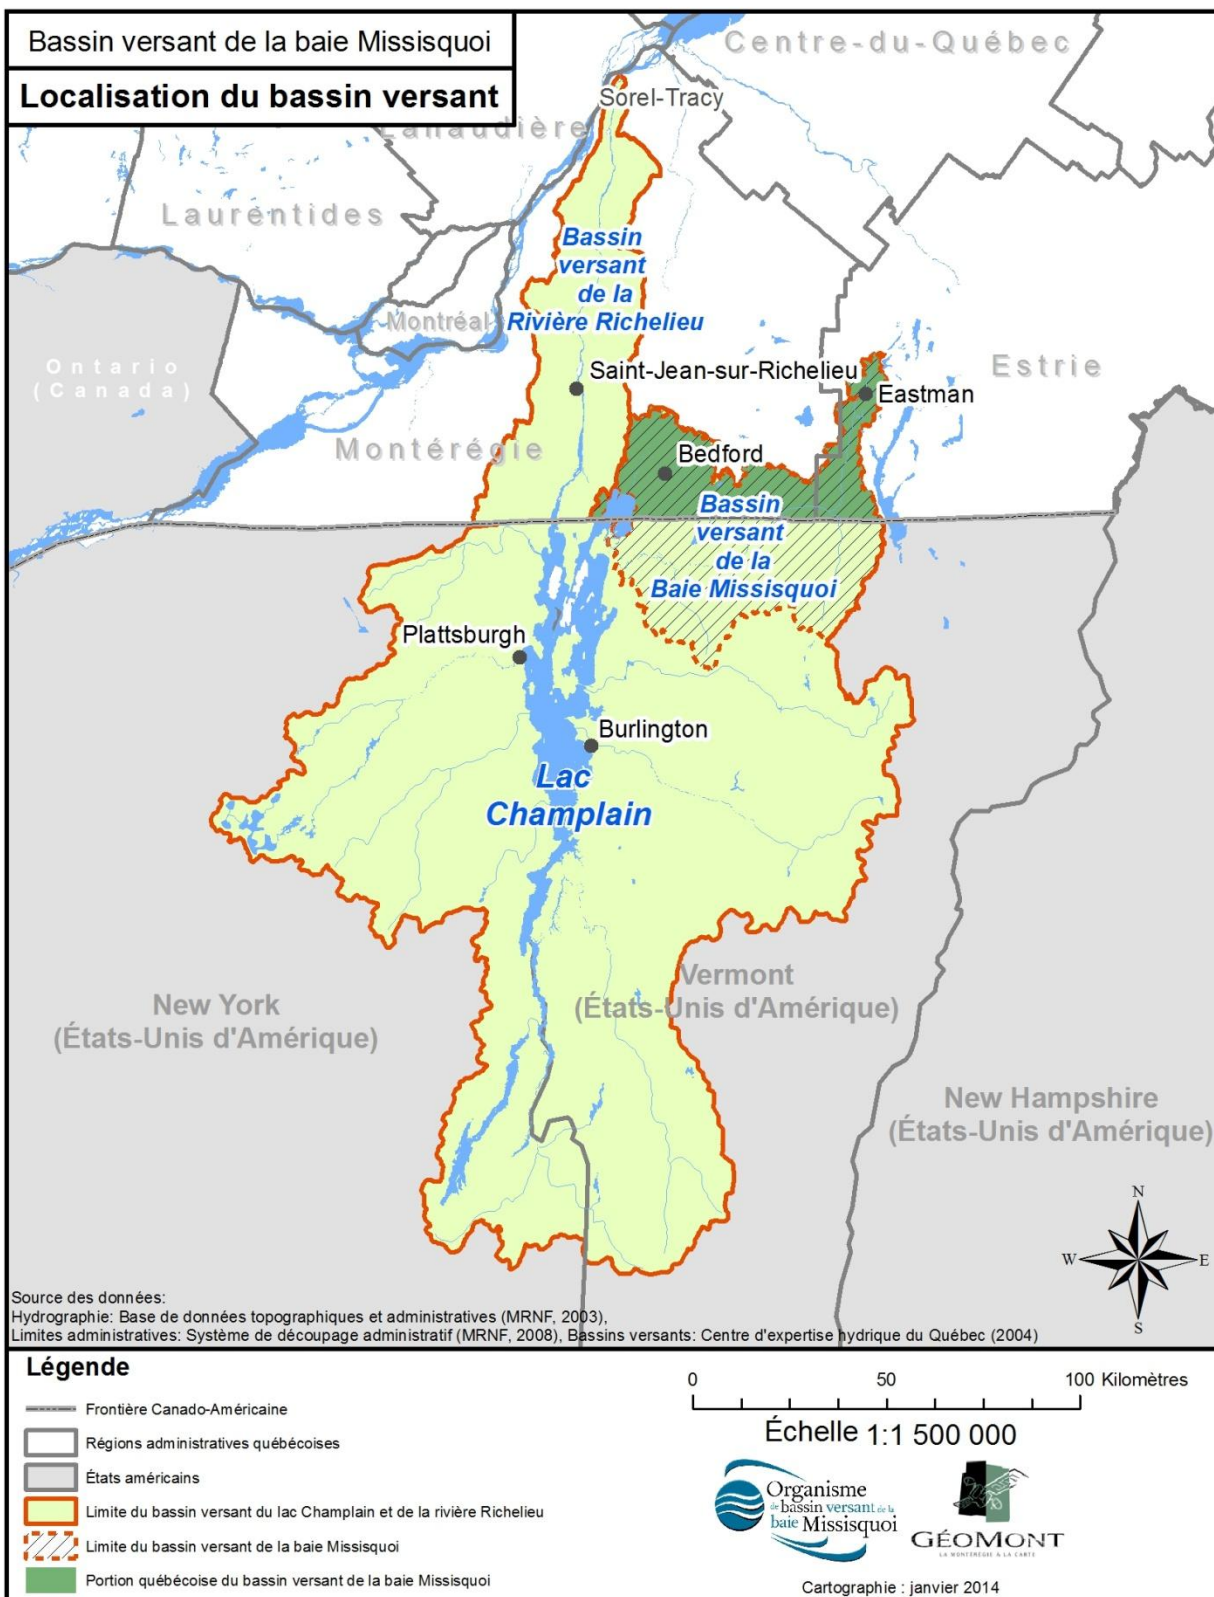 Bassin versant de la baie Missisquoi
Localisation du bassin versant
Centre-du-Québec
Sorel-Tracy
Lanaudière
Laurentides
Bassin
versant
de la
Rivière Richelieu
Montréal
Ontario
(Canada)
Estrie
Saint-Jean-sur-Richelieu
Eastman
Montérégie
Bedford
Bassin
versant
de la
Baie Missisquoi
Plattsburgh
Burlington
Lac
Champlain
New York
(États-Unis d'Amérique)
Vermont
(États-Unis d'Amérique)
New Hampshire
(États-Unis d'Amérique)
N
W
E
S
Source des données:
Hydrographie: Base de données topographiques et administratives (MRNF, 2003),
Limites administratives: Système de découpage administratif (MRNF, 2008), Bassins versants: Centre d'expertise hydrique du Québec (2004)
Légende
Frontière Canado-Américaine
Régions administratives québécoises
États américains
Limite du bassin versant du lac Champlain et de la rivière Richelieu
Limite du bassin versant de la baie Missisquoi
Portion québécoise du bassin versant de la baie Missisquoi
0 50 100 Kilomètres
Échelle 1:1 500 000
Organisme
de bassin versant de la
baie Missisquoi
GÉOMONT
LA MONTÉRÉGIE À LA CARTE
Cartographie : janvier 2014